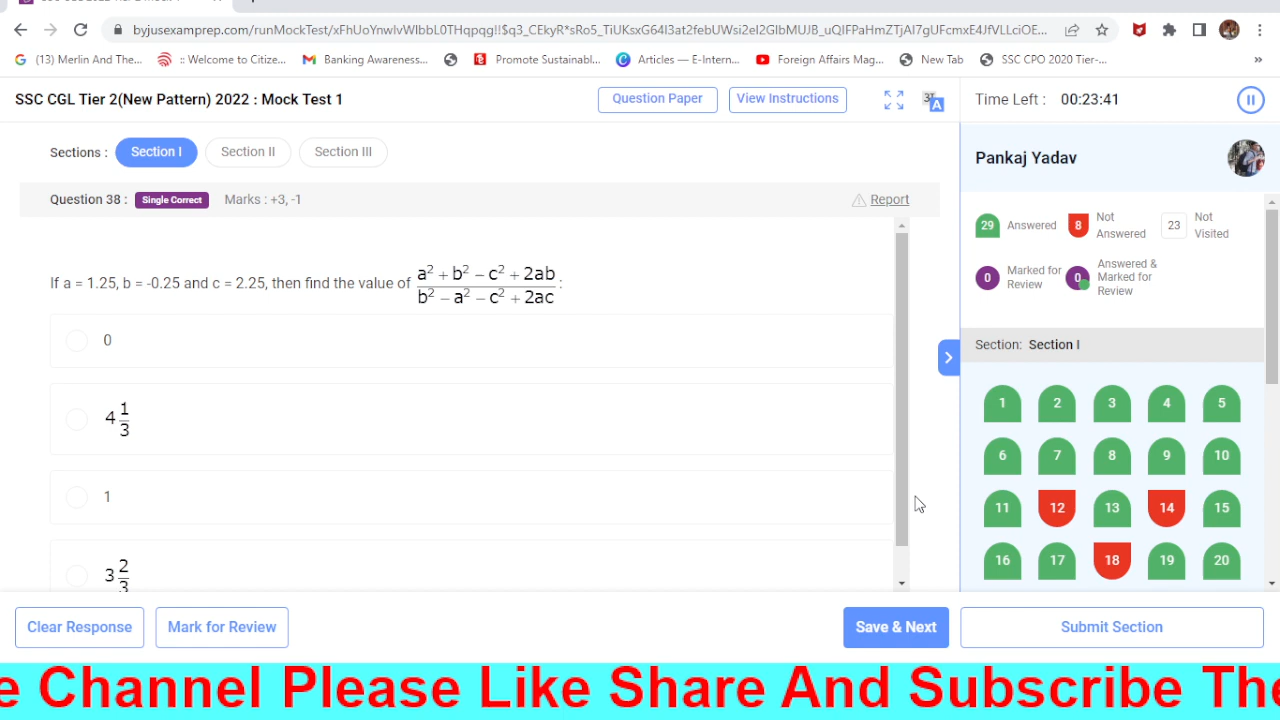 byjusexamprep.com/runMockTest/xFhUoYnwIvWlbbL0THqpqg!!$q3_CEkyR*sRo5_TiUKsxG64I3at2febUWsi2eI2GIbMUJB_uQIFPaHmZTjAI7gUFcmxE4JfVLLciOE...
(13) Merlin And The...
:: Welcome to Citize...
Banking Awareness...
Promote Sustainabl...
Articles — E-Intern...
Foreign Affairs Mag...
New Tab
SSC CPO 2020 Tier-...
»
SSC CGL Tier 2(New Pattern) 2022 : Mock Test 1
Question Paper
View Instructions
Time Left : 00:23:41
Sections : Section I Section II Section III
Pankaj Yadav
Question 38 : Single Correct Marks : +3, -1
Report
29 Answered
8 Not Answered
23 Not Visited
0 Marked for Review
0 Answered & Marked for Review
If a = 1.25, b = -0.25 and c = 2.25, then find the value of (a² + b² − c² + 2ab)/(b² − a² − c² + 2ac) :
0
4 1/3
1
3 2/3
Section: Section I
1 2 3 4 5
6 7 8 9 10
11 12 13 14 15
16 17 18 19 20
Clear Response
Mark for Review
Save & Next
Submit Section
e Channel Please Like Share And Subscribe The